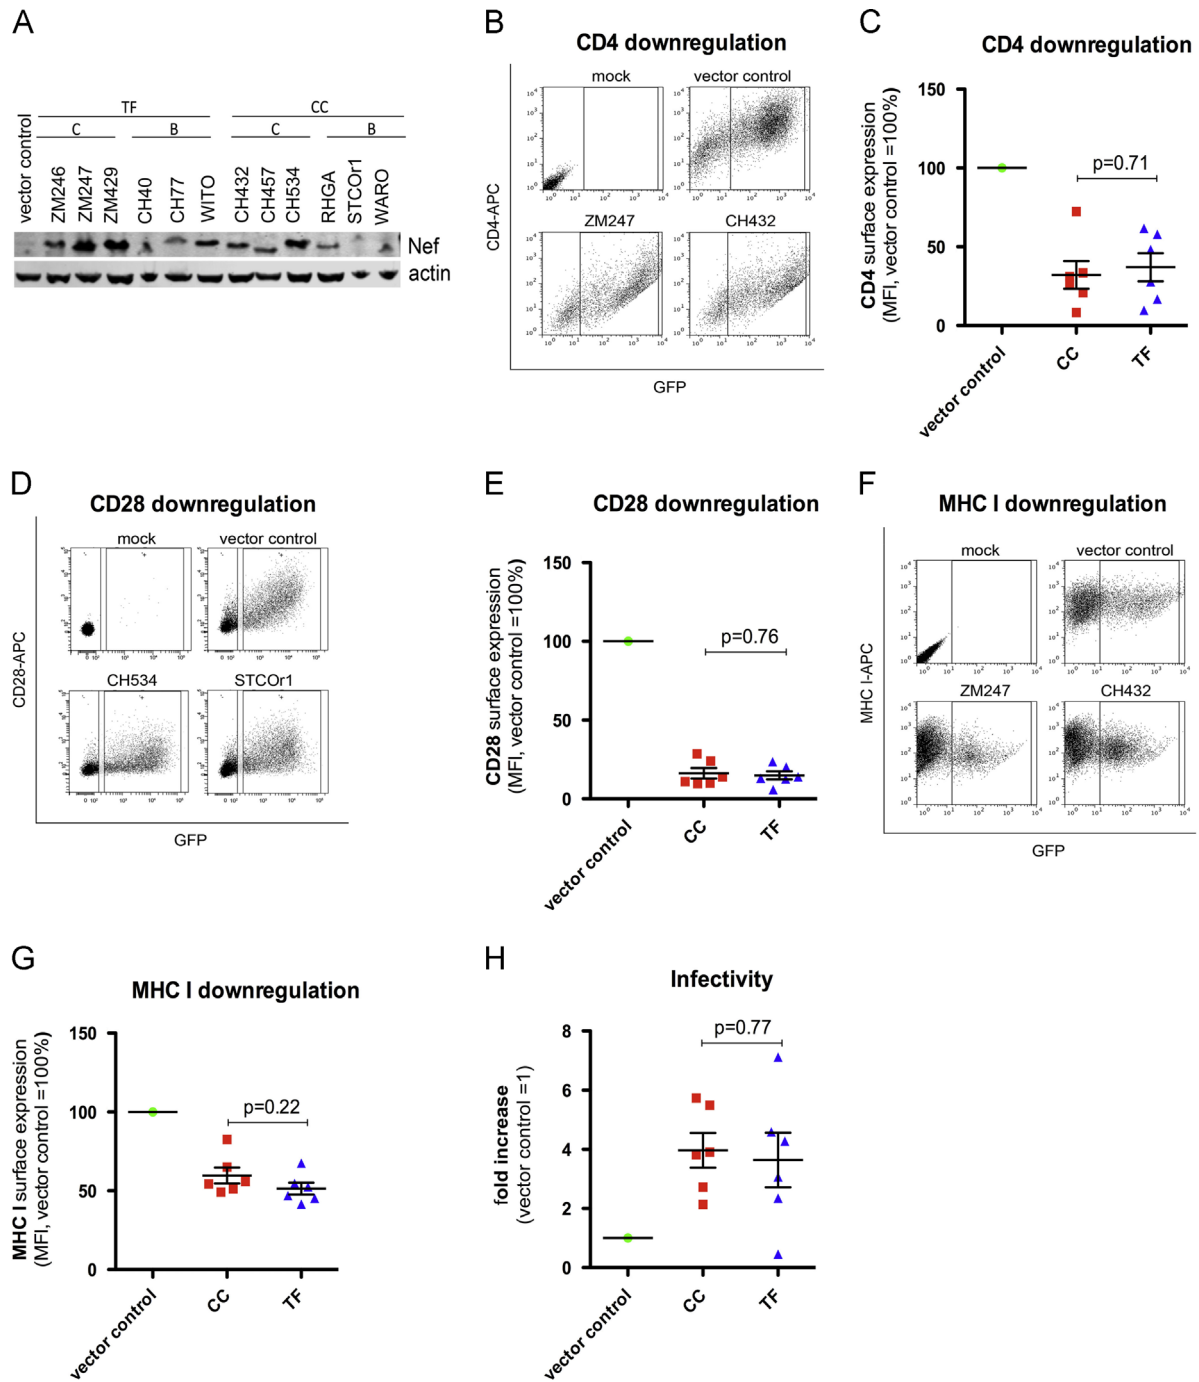 A
TF
CC
C
B
C
B
vector control
ZM246
ZM247
ZM429
CH40
CH77
WITO
CH432
CH457
CH534
RHGA
STCOr1
WARO
Nef
actin
B
CD4 downregulation
mock
vector control
ZM247
CH432
CD4-APC
GFP
C
CD4 downregulation
CD4 surface expression
(MFI, vector control =100%)
150
100
50
0
p=0.71
vector control
CC
TF
D
CD28 downregulation
mock
vector control
CH534
STCOr1
CD28-APC
GFP
E
CD28 downregulation
CD28 surface expression
(MFI, vector control =100%)
150
100
50
0
p=0.76
vector control
CC
TF
F
MHC I downregulation
mock
vector control
ZM247
CH432
MHC I-APC
GFP
G
MHC I downregulation
MHC I surface expression
(MFI, vector control =100%)
150
100
50
0
p=0.22
vector control
CC
TF
H
Infectivity
fold increase
(vector control =1)
8
6
4
2
0
p=0.77
vector control
CC
TF